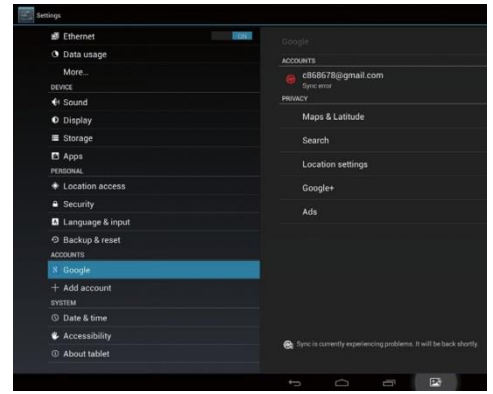 Settings
Ethernet
ON
Data usage
More...
DEVICE
Sound
Display
Storage
Apps
PERSONAL
Location access
Security
Language & input
Backup & reset
ACCOUNTS
Google
Add account
SYSTEM
Date & time
Accessibility
About tablet
Google
ACCOUNTS
c868678@gmail.com
Sync error
PRIVACY
Maps & Latitude
Search
Location settings
Google+
Ads
Sync is currently experiencing problems. It will be back shortly.